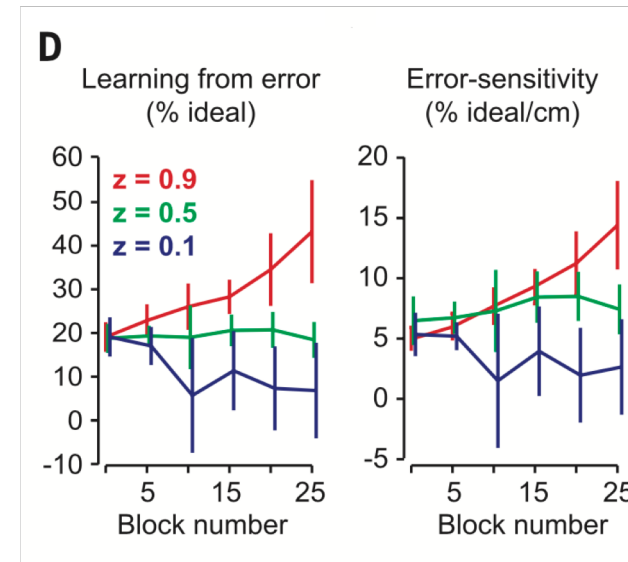 D
Learning from error
(% ideal)
60
50
40
30
20
10
0
-10
z = 0.9
z = 0.5
z = 0.1
5
15
25
Block number
Error-sensitivity
(% ideal/cm)
20
15
10
5
0
-5
5
15
25
Block number